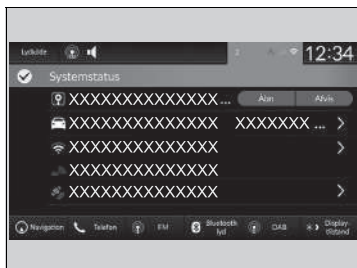 Lydkilde 12:34
Systemstatus
XXXXXXXXXXXXXXX... Åbn Afvis
XXXXXXXXXXXXXXX XXXXXXX ...
XXXXXXXXXXXXXXX
XXXXXXXXXXXXXXX
XXXXXXXXXXXXXXX
Navigation Telefon FM Bluetooth lyd DAB Display tilstand